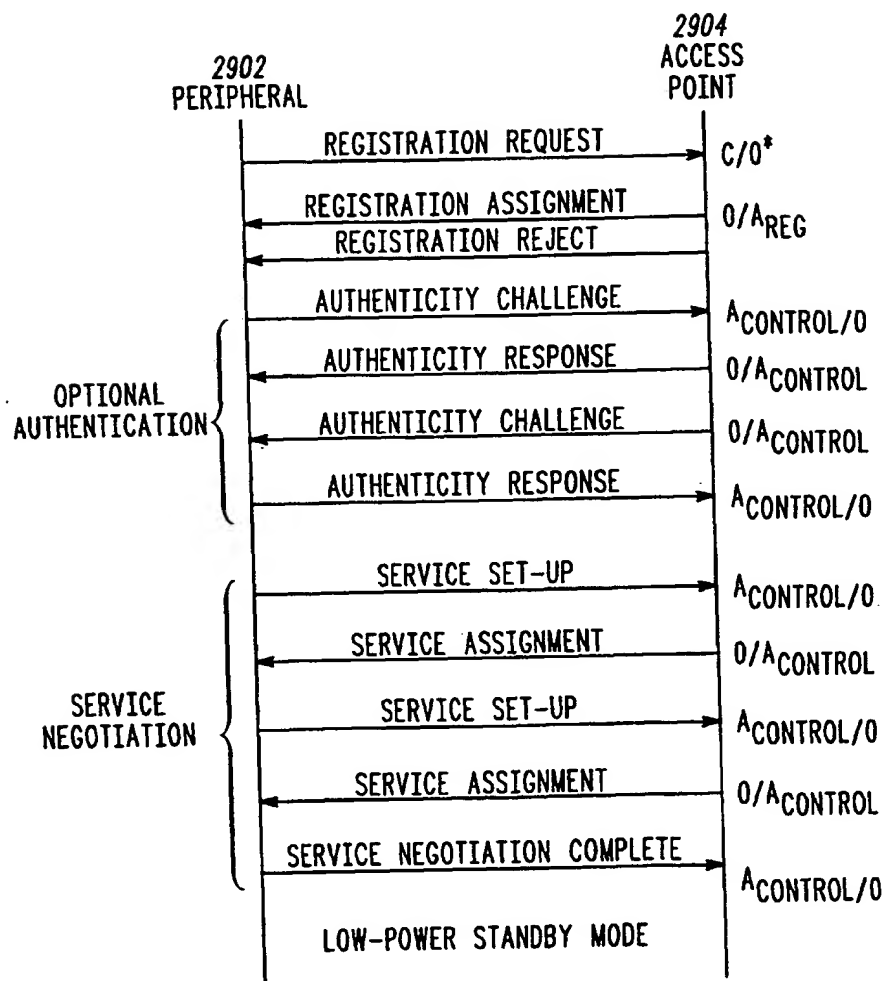 2902
PERIPHERAL
2904
ACCESS
POINT
REGISTRATION REQUEST
C/0*
REGISTRATION ASSIGNMENT
0/AREG
REGISTRATION REJECT
AUTHENTICITY CHALLENGE
ACONTROL/0
AUTHENTICITY RESPONSE
0/ACONTROL
OPTIONAL
AUTHENTICATION
AUTHENTICITY CHALLENGE
0/ACONTROL
AUTHENTICITY RESPONSE
ACONTROL/0
SERVICE SET-UP
ACONTROL/0
SERVICE ASSIGNMENT
0/ACONTROL
SERVICE
NEGOTIATION
SERVICE SET-UP
ACONTROL/0
SERVICE ASSIGNMENT
0/ACONTROL
SERVICE NEGOTIATION COMPLETE
ACONTROL/0
LOW-POWER STANDBY MODE